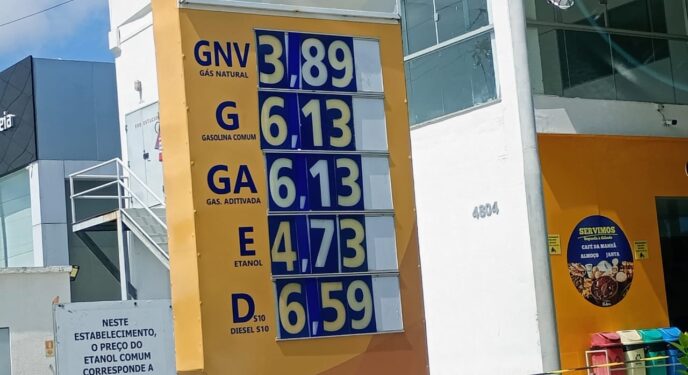 GNV 3,89
GÁS NATURAL
G 6,13
GASOLINA COMUM
GA 6,13
GAS. ADITIVADA
E 4,73
ETANOL
D S10 6,59
DIESEL S10
NESTE
ESTABELECIMENTO,
O PREÇO DO
ETANOL COMUM
CORRESPONDE A
4804
SERVIMOS
CAFÉ DA MANHÃ
ALMOÇO JANTA
eia